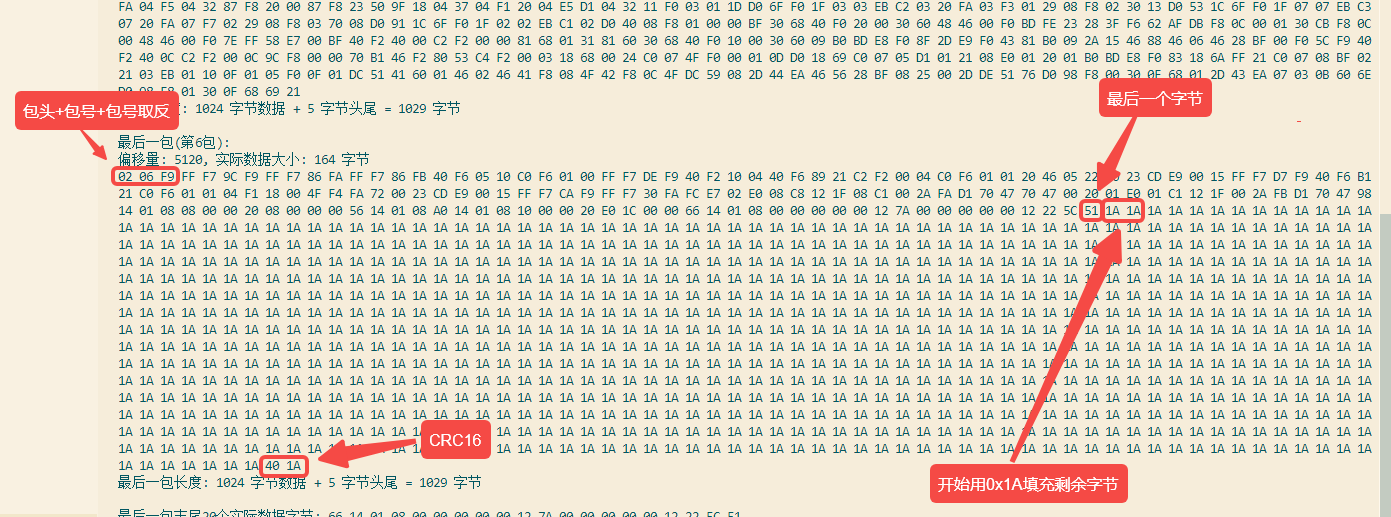 FA 04 F5 04 32 87 F8 20 00 87 F8 23 50 9F 18 04 37 04 F1 20 04 E5 D1 04 32 11 F0 03 01 1D D0 6F F0 1F 03 03 EB C2 03 20 FA 03 F3 01 29 08 F8 02 30 13 D0 53 1C 6F F0 1F 07 07 EB C3
07 20 FA 07 F7 02 29 08 F8 03 70 08 D0 91 1C 6F F0 1F 02 02 EB C1 02 D0 40 08 F8 01 00 00 BF 30 68 40 F0 20 00 30 60 48 46 00 F0 BD FE 23 28 3F F6 62 AF DB F8 0C 00 01 30 CB F8 0C
00 48 46 00 F0 7E FF 58 E7 00 BF 40 F2 40 00 C2 F2 00 00 81 68 01 31 81 60 30 68 40 F0 10 00 30 60 09 B0 BD E8 F0 8F 2D E9 F0 43 81 B0 09 2A 15 46 88 46 06 46 28 BF 00 F0 5C F9 40
F2 40 0C C2 F2 00 0C 9C F8 00 00 70 B1 46 F2 80 53 C4 F2 00 03 18 68 00 24 C0 07 4F F0 00 01 0D D0 18 69 C0 07 05 D1 01 21 08 E0 00 20 01 B0 BD E8 F0 83 18 6A FF 21 C0 07 08 BF 02
21 03 EB 01 10 0F 01 05 F0 0F 01 DC 51 41 60 01 46 02 46 41 F8 08 4F 42 F8 0C 4F DC 59 08 2D 44 EA 46 56 28 BF 08 25 00 2D DE 51 76 D0 98 F8 00 30 0F 68 01 2D 43 EA 07 03 0B 60 6E
D0 98 F8 01 30 0F 68 69 21
包头+包号+包号取反
1024 字节数据 + 5 字节头尾 = 1029 字节
最后一个字节
最后一包(第6包):
偏移量: 5120, 实际数据大小: 164 字节
02 06 F9 FF F7 9C F9 FF F7 86 FA FF F7 86 FB 40 F6 05 10 C0 F6 01 00 FF F7 DE F9 40 F2 10 04 40 F6 89 21 C2 F2 00 04 C0 F6 01 01 20 46 05 22 23 CD E9 00 15 FF F7 D7 F9 40 F6 B1
21 C0 F6 01 01 04 F1 18 00 4F F4 FA 72 00 23 CD E9 00 15 FF F7 CA F9 FF F7 30 FA FC E7 02 E0 08 C8 12 1F 08 C1 00 2A FA D1 70 47 70 47 00 20 01 E0 01 C1 12 1F 00 2A FB D1 70 47 98
14 01 08 08 00 00 20 08 00 00 00 56 14 01 08 A0 14 01 08 10 00 00 20 E0 1C 00 00 66 14 01 08 00 00 00 00 00 12 7A 00 00 00 00 00 12 22 5C 51 1A 1A 1A 1A 1A 1A 1A 1A 1A 1A 1A 1A 1A
1A 1A 1A 1A 1A 1A 1A 1A 1A 1A 1A 1A 1A 1A 1A 1A 1A 1A 1A 1A 1A 1A 1A 1A 1A 1A 1A 1A 1A 1A 1A 1A 1A 1A 1A 1A 1A 1A 1A 1A 1A 1A 1A 1A 1A 1A 1A 1A 1A 1A 1A 1A 1A 1A 1A 1A 1A 1A 1A 1A
1A 1A 1A 1A 1A 1A 1A 1A 1A 1A 1A 1A 1A 1A 1A 1A 1A 1A 1A 1A 1A 1A 1A 1A 1A 1A 1A 1A 1A 1A 1A 1A 1A 1A 1A 1A 1A 1A 1A 1A 1A 1A 1A 1A 1A 1A 1A 1A 1A 1A 1A 1A 1A 1A 1A 1A 1A 1A 1A
1A 1A 1A 1A 1A 1A 1A 1A 1A 1A 1A 1A 1A 1A 1A 1A 1A 1A 1A 1A 1A 1A 1A 1A 1A 1A 1A 1A 1A 1A 1A 1A 1A 1A 1A 1A 1A 1A 1A 1A 1A 1A 1A 1A 1A 1A 1A 1A 1A 1A 1A 1A 1A 1A 1A 1A 1A 1A 1A
1A 1A 1A 1A 1A 1A 1A 1A 1A 1A 1A 1A 1A 1A 1A 1A 1A 1A 1A 1A 1A 1A 1A 1A 1A 1A 1A 1A 1A 1A 1A 1A 1A 1A 1A 1A 1A 1A 1A 1A 1A 1A 1A 1A 1A 1A 1A 1A 1A 1A 1A 1A 1A 1A 1A 1A 1A 1A 1A
1A 1A 1A 1A 1A 1A 1A 1A 1A 1A 1A 1A 1A 1A 1A 1A 1A 1A 1A 1A 1A 1A 1A 1A 1A 1A 1A 1A 1A 1A 1A 1A 1A 1A 1A 1A 1A 1A 1A 1A 1A 1A 1A 1A 1A 1A 1A 1A 1A 1A 1A 1A 1A 1A 1A 1A 1A 1A 1A
1A 1A 1A 1A 1A 1A 1A 1A 1A 1A 1A 1A 1A 1A 1A 1A 1A 1A 1A 1A 1A 1A 1A 1A 1A 1A 1A 1A 1A 1A 1A 1A 1A 1A 1A 1A 1A 1A 1A 1A 1A 1A 1A 1A 1A 1A 1A 1A 1A 1A 1A 1A 1A 1A 1A 1A 1A 1A 1A
1A 1A 1A 1A 1A 1A 1A 1A 1A 1A 1A 1A 1A 1A 1A 1A 1A 1A 1A 1A 1A 1A 1A 1A 1A 1A 1A 1A 1A 1A 1A 1A 1A 1A 1A 1A 1A 1A 1A 1A 1A 1A 1A 1A 1A 1A 1A 1A 1A 1A 1A 1A 1A 1A 1A 1A 1A 1A 1A
1A 1A 1A 1A 1A 1A 1A 1A 1A 1A 1A 1A 1A 1A 1A 1A 1A 1A 1A 1A 1A 1A 1A 1A 1A 1A 1A 1A 1A 1A 1A 1A 1A 1A 1A 1A 1A 1A 1A 1A 1A 1A 1A 1A 1A 1A 1A 1A 1A 1A 1A 1A 1A 1A 1A 1A 1A 1A 1A
1A 1A 1A 1A 1A 1A 1A 1A 1A 1A 1A 1A 1A 1A 1A 1A 1A 1A 1A 1A 1A 1A 1A 1A 1A 1A 1A 1A 1A 1A 1A 1A 1A 1A 1A 1A 1A 1A 1A 1A 1A 1A 1A 1A 1A 1A 1A 1A 1A 1A 1A 1A 1A 1A 1A 1A 1A 1A 1A
1A 1A 1A 1A 1A 1A 1A 1A 1A 1A 1A 1A 1A 1A 1A 1A 1A 1A 1A 1A 1A 1A 1A 1A 1A 1A 1A 1A 1A 1A 1A 1A 1A 1A 1A 1A 1A 1A 1A 1A 1A 1A 1A 1A 1A 1A 1A 1A 1A 1A 1A 1A 1A 1A 1A 1A 1A 1A 1A
1A 1A 1A 1A 1A 1A 1A 1A 1A 1A 1A 1A 1A 1A 1A 1A 1A 1A 1A 1A 1A 1A 1A 1A 1A 1A 1A 1A 1A 1A 1A 1A 1A 1A 1A 1A 1A 1A 1A 1A 1A 1A 1A 1A 1A 1A 1A 1A 1A 1A 1A 1A 1A 1A 1A 1A 1A 1A 1A
1A 1A 1A 1A 1A 1A 1A 1A 1A 1A 1A 1A 1A 1A 1A 1A 1A 1A 1A 1A 1A 1A 1A 1A 1A 1A 1A 1A 1A 1A 1A 1A 1A 1A 1A 1A 1A 1A 1A 1A 1A 1A 1A 1A 1A 1A 1A 1A 1A 1A 1A 1A 1A 1A 1A 1A
1A 1A 1A 1A 1A 1A 1A 1A 1A 1A 1A 1A 1A 1A 1A 1A 1A 1A 1A 1A 1A 1A 1A 1A 1A 1A 1A 1A 1A 1A 1A 1A 1A 1A 1A 1A 1A 1A 1A 1A 1A 1A 1A 1A 1A 1A 1A 1A 1A 1A 1A 1A 1A 1A 1A
CRC16
1A 1A 1A 1A 1A 1A 1A 40 1A
最后一包长度: 1024 字节数据 + 5 字节头尾 = 1029 字节
开始用0x1A填充剩余字节
最后一包末尾20个实际数据字节: 66 14 01 08 00 00 00 00 00 12 7A 00 00 00 00 00 12 22 5C 51